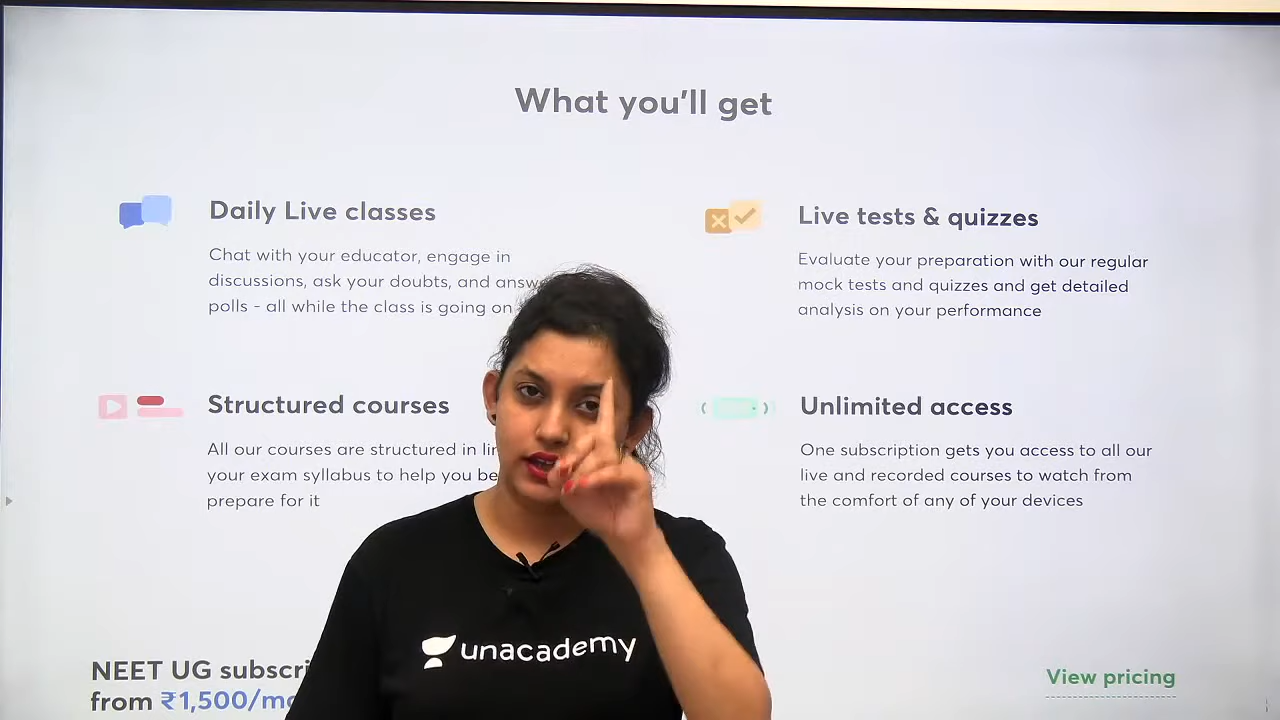 What you'll get
Daily Live classes
Chat with your educator, engage in
discussions, ask your doubts, and
polls - all while the class is going on
Structured courses
All our courses are structured in
your exam syllabus to help you
prepare for it
Live tests & quizzes
Evaluate your preparation with our regular
mock tests and quizzes and get detailed
analysis on your performance
Unlimited access
One subscription gets you access to all our
live and recorded courses to watch from
the comfort of any of your devices
unacademy
NEET UG
from ₹1,500/
View pricing